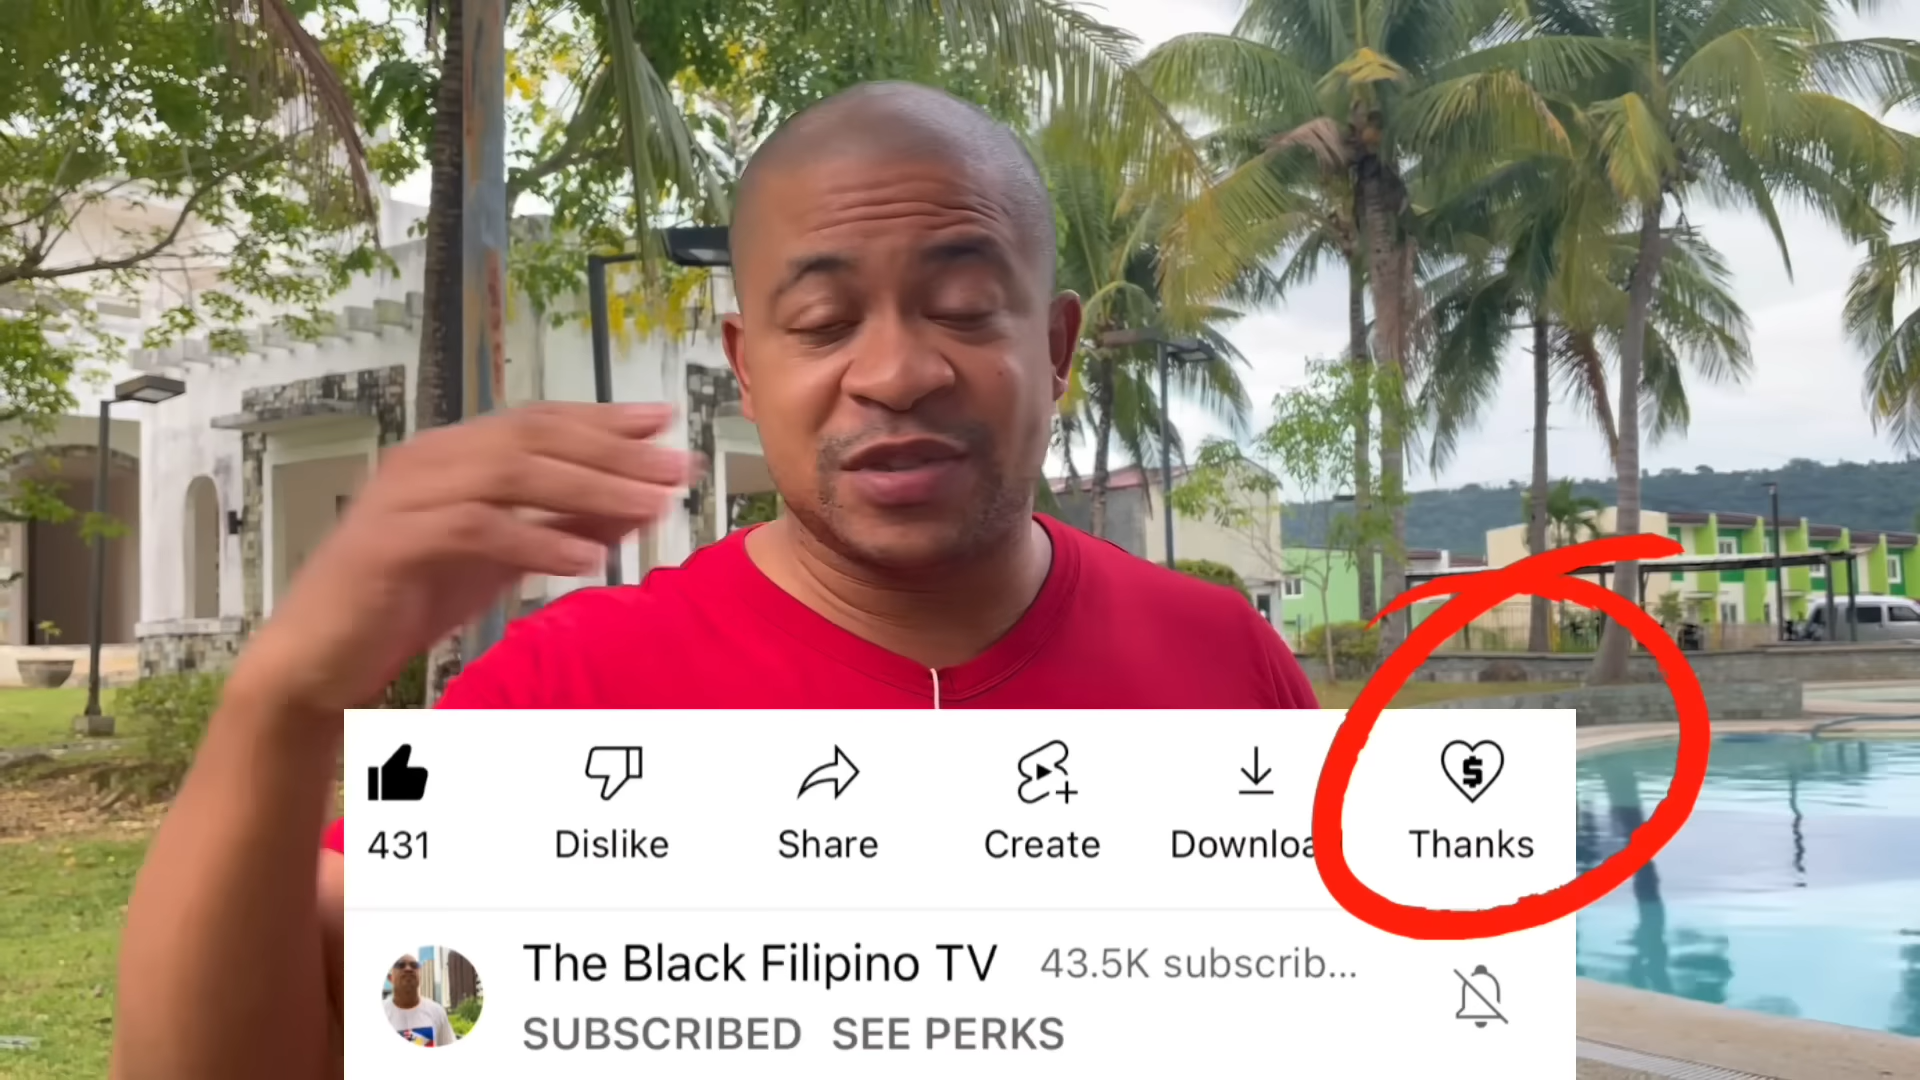 431 Dislike Share Create Downloa Thanks
The Black Filipino TV 43.5K subscrib...
SUBSCRIBED SEE PERKS